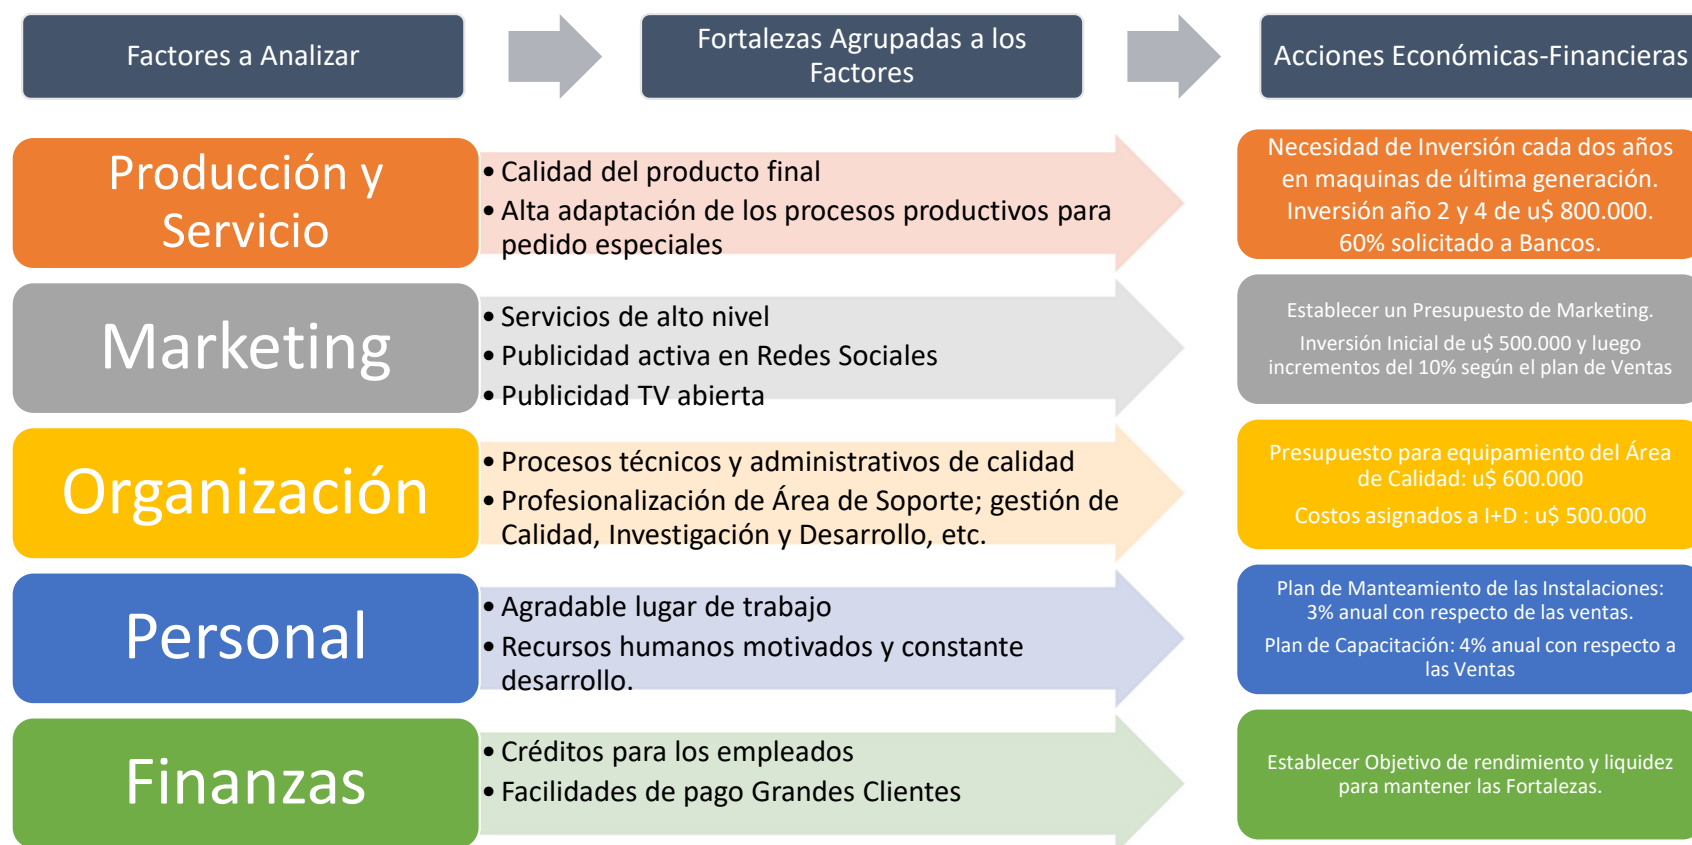 Factores a Analizar
Fortalezas Agrupadas a los
Factores
Acciones Económicas-Financieras
Producción y
Servicio
• Calidad del producto final
• Alta adaptación de los procesos productivos para
pedido especiales
Necesidad de Inversión cada dos años
en maquinas de última generación.
Inversión año 2 y 4 de u$ 800.000.
60% solicitado a Bancos.
Marketing
• Servicios de alto nivel
• Publicidad activa en Redes Sociales
• Publicidad TV abierta
Establecer un Presupuesto de Marketing.
Inversión Inicial de u$ 500.000 y luego
incrementos del 10% según el plan de Ventas
Organización
• Procesos técnicos y administrativos de calidad
• Profesionalización de Área de Soporte; gestión de
Calidad, Investigación y Desarrollo, etc.
Presupuesto para equipamiento del Área
de Calidad: u$ 600.000
Costos asignados a I+D : u$ 500.000
Personal
• Agradable lugar de trabajo
• Recursos humanos motivados y constante
desarrollo.
Plan de Manteamiento de las Instalaciones:
3% anual con respecto de las ventas.
Plan de Capacitación: 4% anual con respecto a
las Ventas
Finanzas
• Créditos para los empleados
• Facilidades de pago Grandes Clientes
Establecer Objetivo de rendimiento y liquidez
para mantener las Fortalezas.